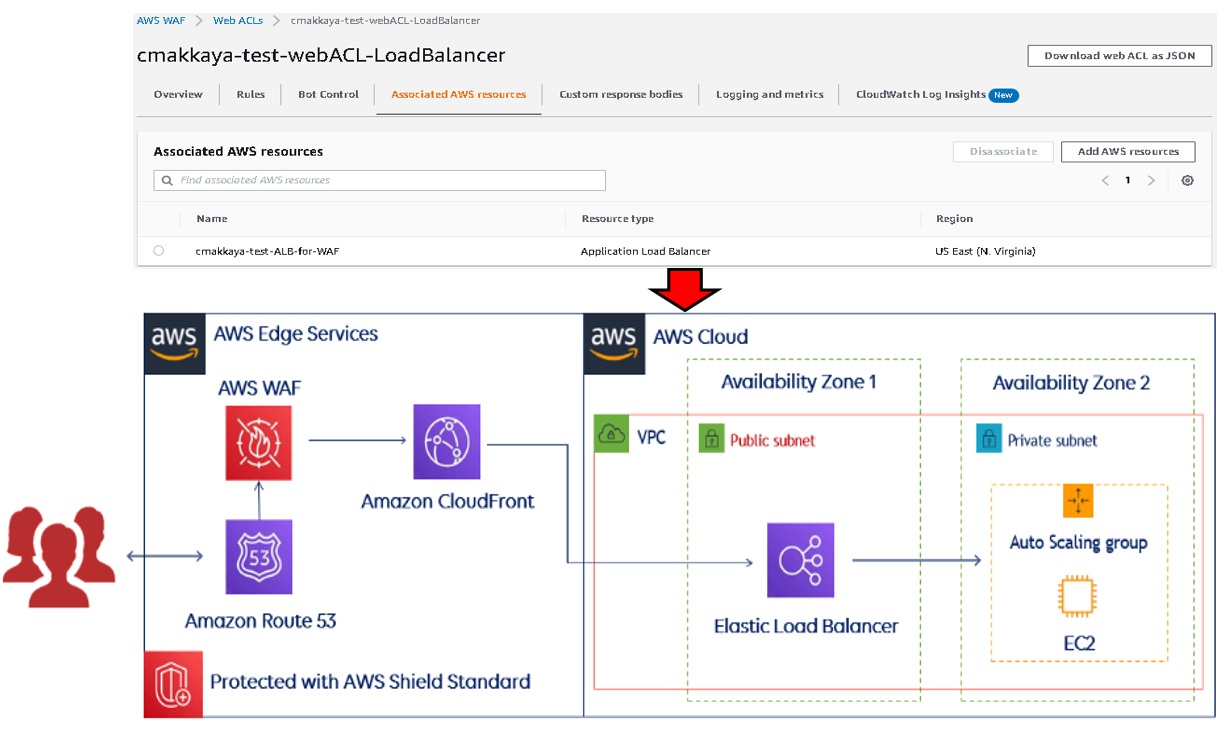 AWS WAF > Web ACLs > cmakkaya-test-webACL-LoadBalancer
cmakkaya-test-webACL-LoadBalancer
Download web ACL as JSON
Overview Rules Bot Control Associated AWS resources Custom response bodies Logging and metrics CloudWatch Log Insights New
Associated AWS resources
Disassociate Add AWS resources
Find associated AWS resources
< 1 >
Name Resource type Region
cmakkaya-test-ALB-for-WAF Application Load Balancer US East (N. Virginia)
aws AWS Edge Services
aws AWS Cloud
AWS WAF
Availability Zone 1
Availability Zone 2
VPC
Public subnet
Private subnet
Amazon CloudFront
53
Auto Scaling group
Amazon Route 53
Elastic Load Balancer
EC2
Protected with AWS Shield Standard